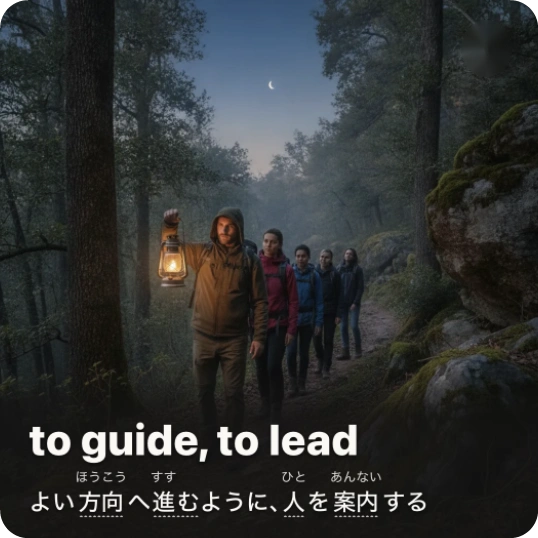 to guide, to lead
ほうこう すす ひと あんない
よい方向へ進むように、人を案内する